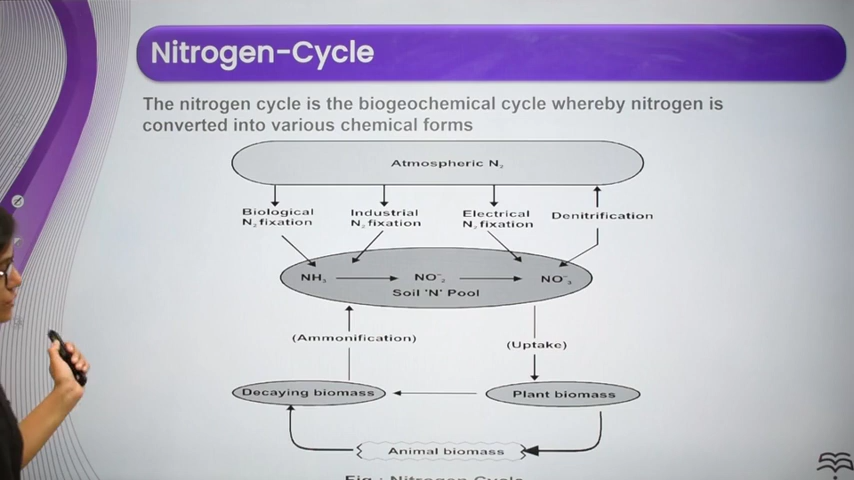 Nitrogen-Cycle
The nitrogen cycle is the biogeochemical cycle whereby nitrogen is
converted into various chemical forms
Atmospheric N₂
Biological
N₂ fixation
Industrial
N₂ fixation
Electrical
N₂ fixation
Denitrification
NH₃
NO⁻₂
NO⁻₃
Soil 'N' Pool
(Ammonification)
(Uptake)
Decaying biomass
Plant biomass
Animal biomass
Fig : Nitrogen Cycle